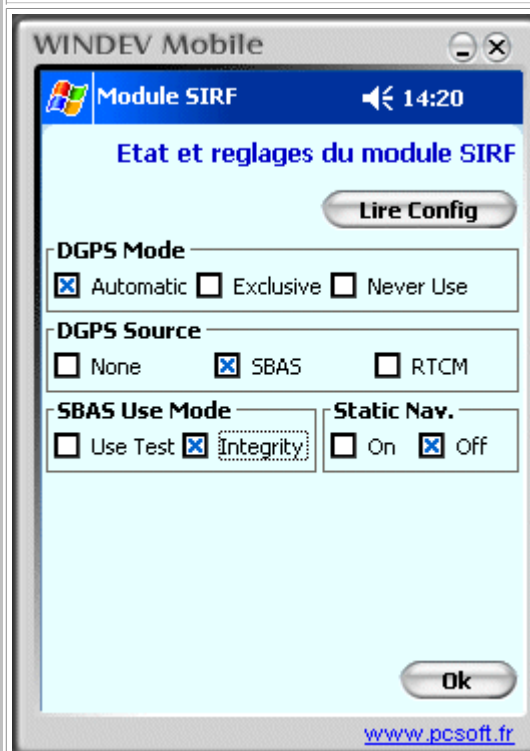 WINDEV Mobile
Module SIRF 14:20
Etat et reglages du module SIRF
Lire Config
DGPS Mode
Automatic Exclusive Never Use
DGPS Source
None SBAS RTCM
SBAS Use Mode Static Nav.
Use Test Integrity On Off
Ok
www.pcsoft.fr